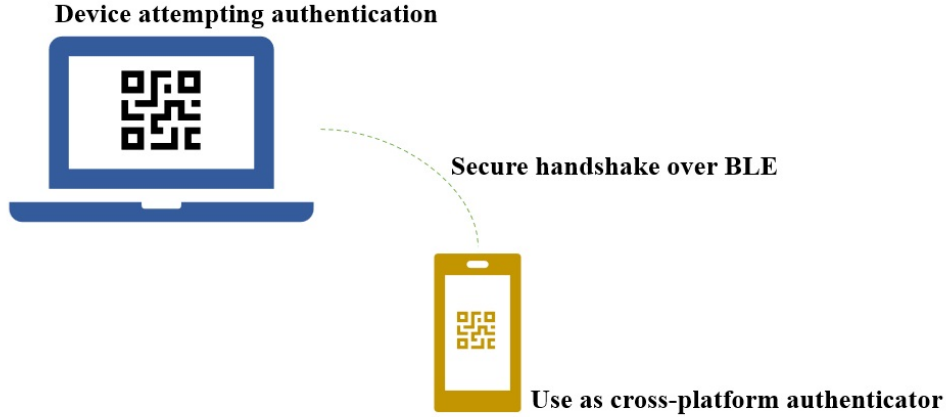 Device attempting authentication
Secure handshake over BLE
Use as cross-platform authenticator